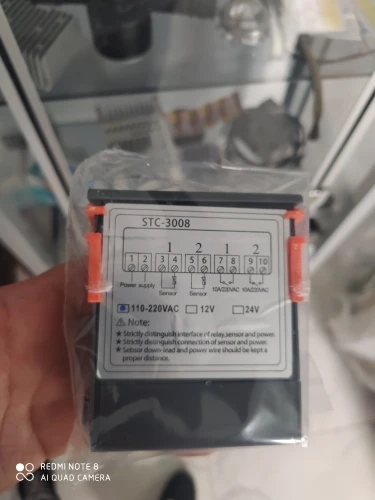 STC-3008
1 2 1 2
1 2 3 4 5 6 7 8 9 10
Power supply Sensor Sensor 10A/220VAC 10A/220VAC
110-220VAC 12V 24V
⚠ Note:
★ Strictly distinguish interface of relay, sensor and power.
★ Strictly distinguish connection of sensor and power.
★ Sensor down-lead and power wire should be kept a
proper distance.
REDMI NOTE 8
AI QUAD CAMERA